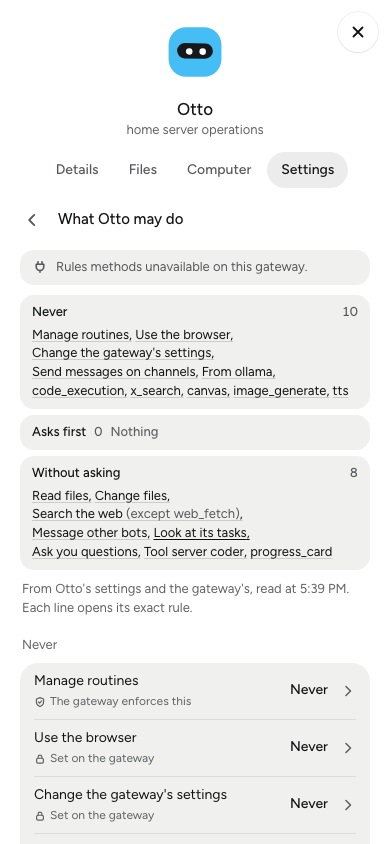 Otto
home server operations
Details Files Computer Settings
What Otto may do
Rules methods unavailable on this gateway.
Never 10
Manage routines, Use the browser,
Change the gateway's settings,
Send messages on channels, From ollama,
code_execution, x_search, canvas, image_generate, tts
Asks first 0 Nothing
Without asking 8
Read files, Change files,
Search the web (except web_fetch),
Message other bots, Look at its tasks,
Ask you questions, Tool server coder, progress_card
From Otto's settings and the gateway's, read at 5:39 PM.
Each line opens its exact rule.
Never
Manage routines Never
The gateway enforces this
Use the browser Never
Set on the gateway
Change the gateway's settings Never
Set on the gateway